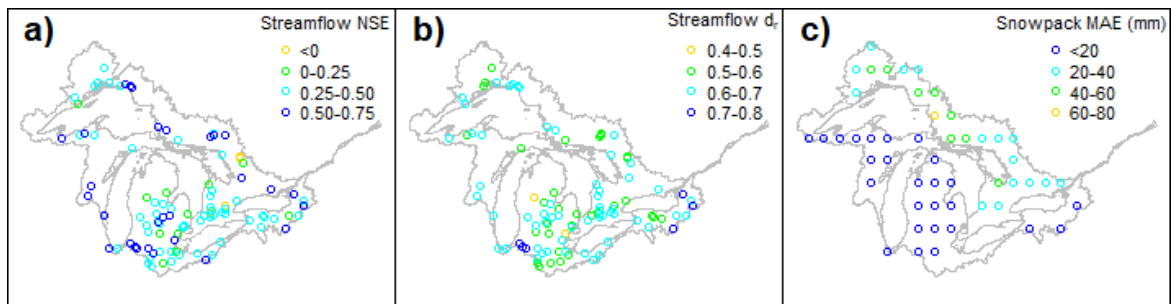 a)
Streamflow NSE
<0
0-0.25
0.25-0.50
0.50-0.75
b)
Streamflow dr
0.4-0.5
0.5-0.6
0.6-0.7
0.7-0.8
c)
Snowpack MAE (mm)
<20
20-40
40-60
60-80